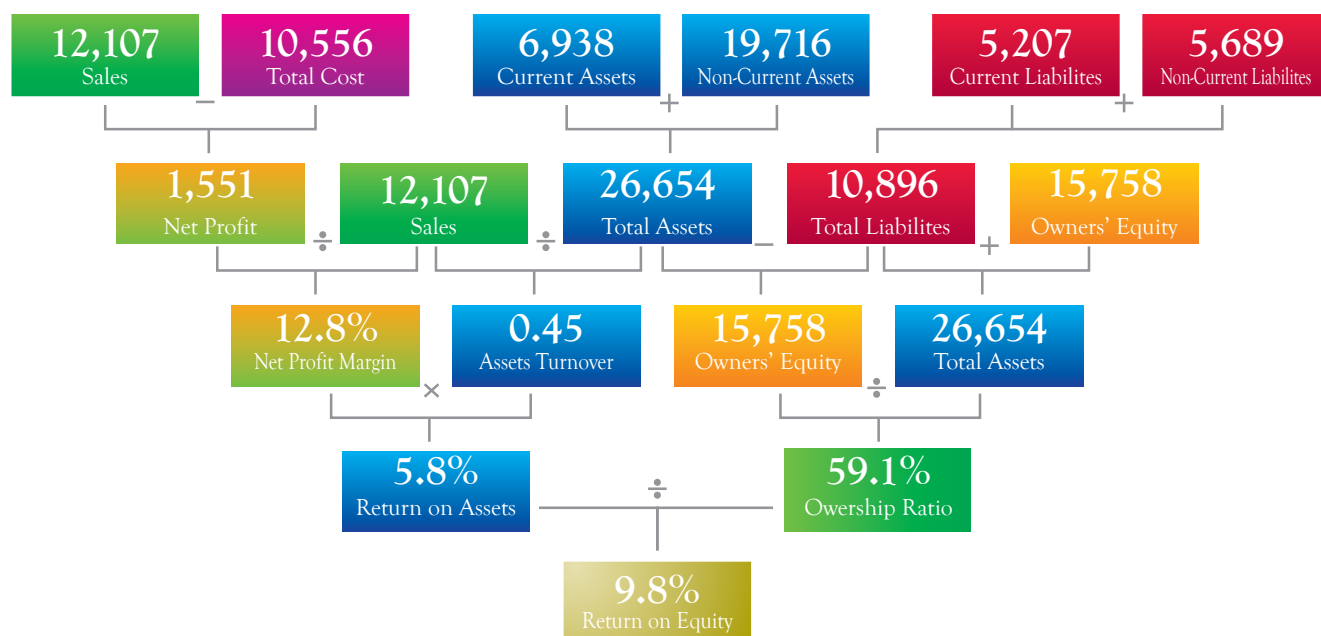 12,107
Sales
10,556
Total Cost
6,938
Current Assets
19,716
Non-Current Assets
5,207
Current Liabilites
5,689
Non-Current Liabilites
−
+
+
1,551
Net Profit
12,107
Sales
26,654
Total Assets
10,896
Total Liabilites
15,758
Owners' Equity
÷
÷
−
+
12.8%
Net Profit Margin
0.45
Assets Turnover
15,758
Owners' Equity
26,654
Total Assets
×
÷
5.8%
Return on Assets
59.1%
Owership Ratio
÷
9.8%
Return on Equity